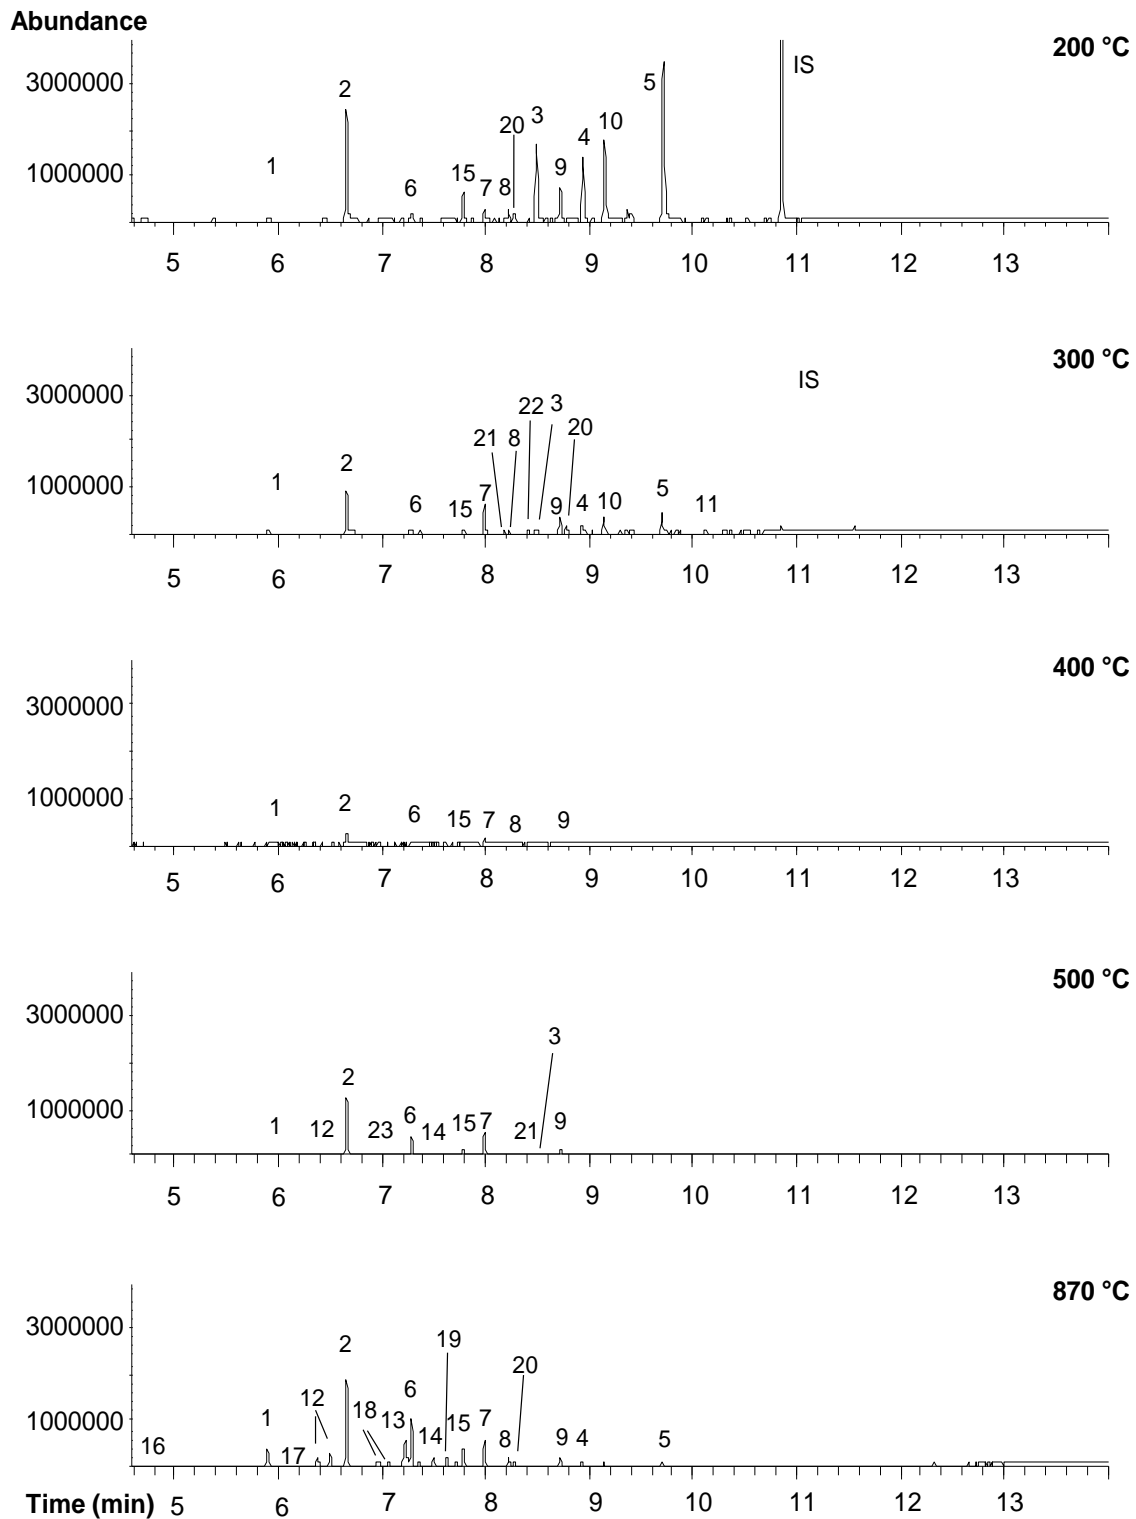 Abundance
200 °C
3000000
1000000
1 2 6 15 7 8 20 3 9 4 10 5 IS
5 6 7 8 9 10 11 12 13
300 °C
3000000
1000000
1 2 6 15 7 21 8 22 3 9 20 4 10 5 11 IS
5 6 7 8 9 10 11 12 13
400 °C
3000000
1000000
1 2 6 15 7 8 9
5 6 7 8 9 10 11 12 13
500 °C
3000000
1000000
1 12 2 23 6 14 15 7 21 3 9
5 6 7 8 9 10 11 12 13
870 °C
3000000
1000000
16 1 17 12 2 18 13 6 14 19 15 7 8 20 9 4 5
Time (min) 5 6 7 8 9 10 11 12 13